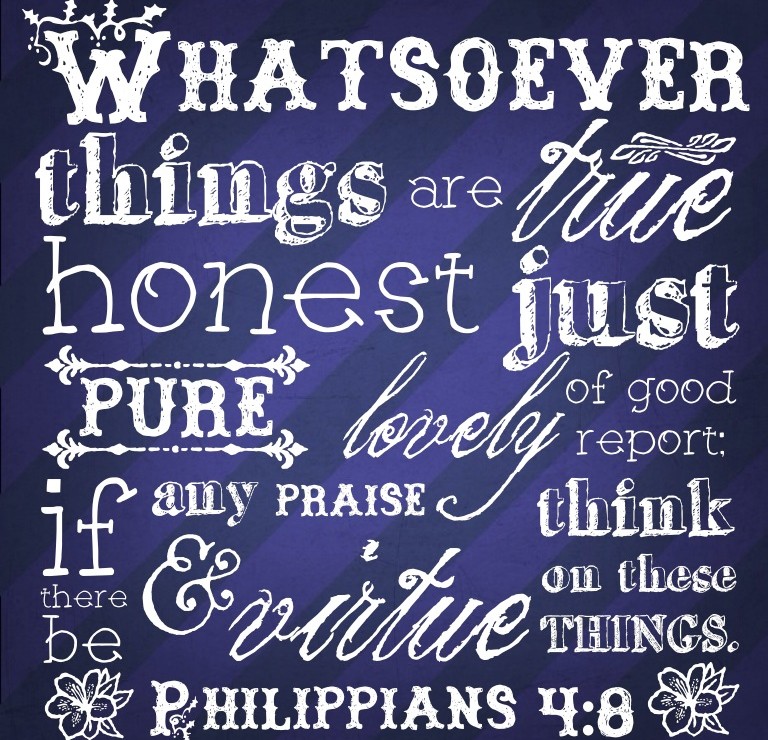 WHATSOEVER
things are true
honest just
PURE lovely of good
report;
if there be any PRAISE
& virtue
think
on these
THINGS.
PHILIPPIANS 4:8